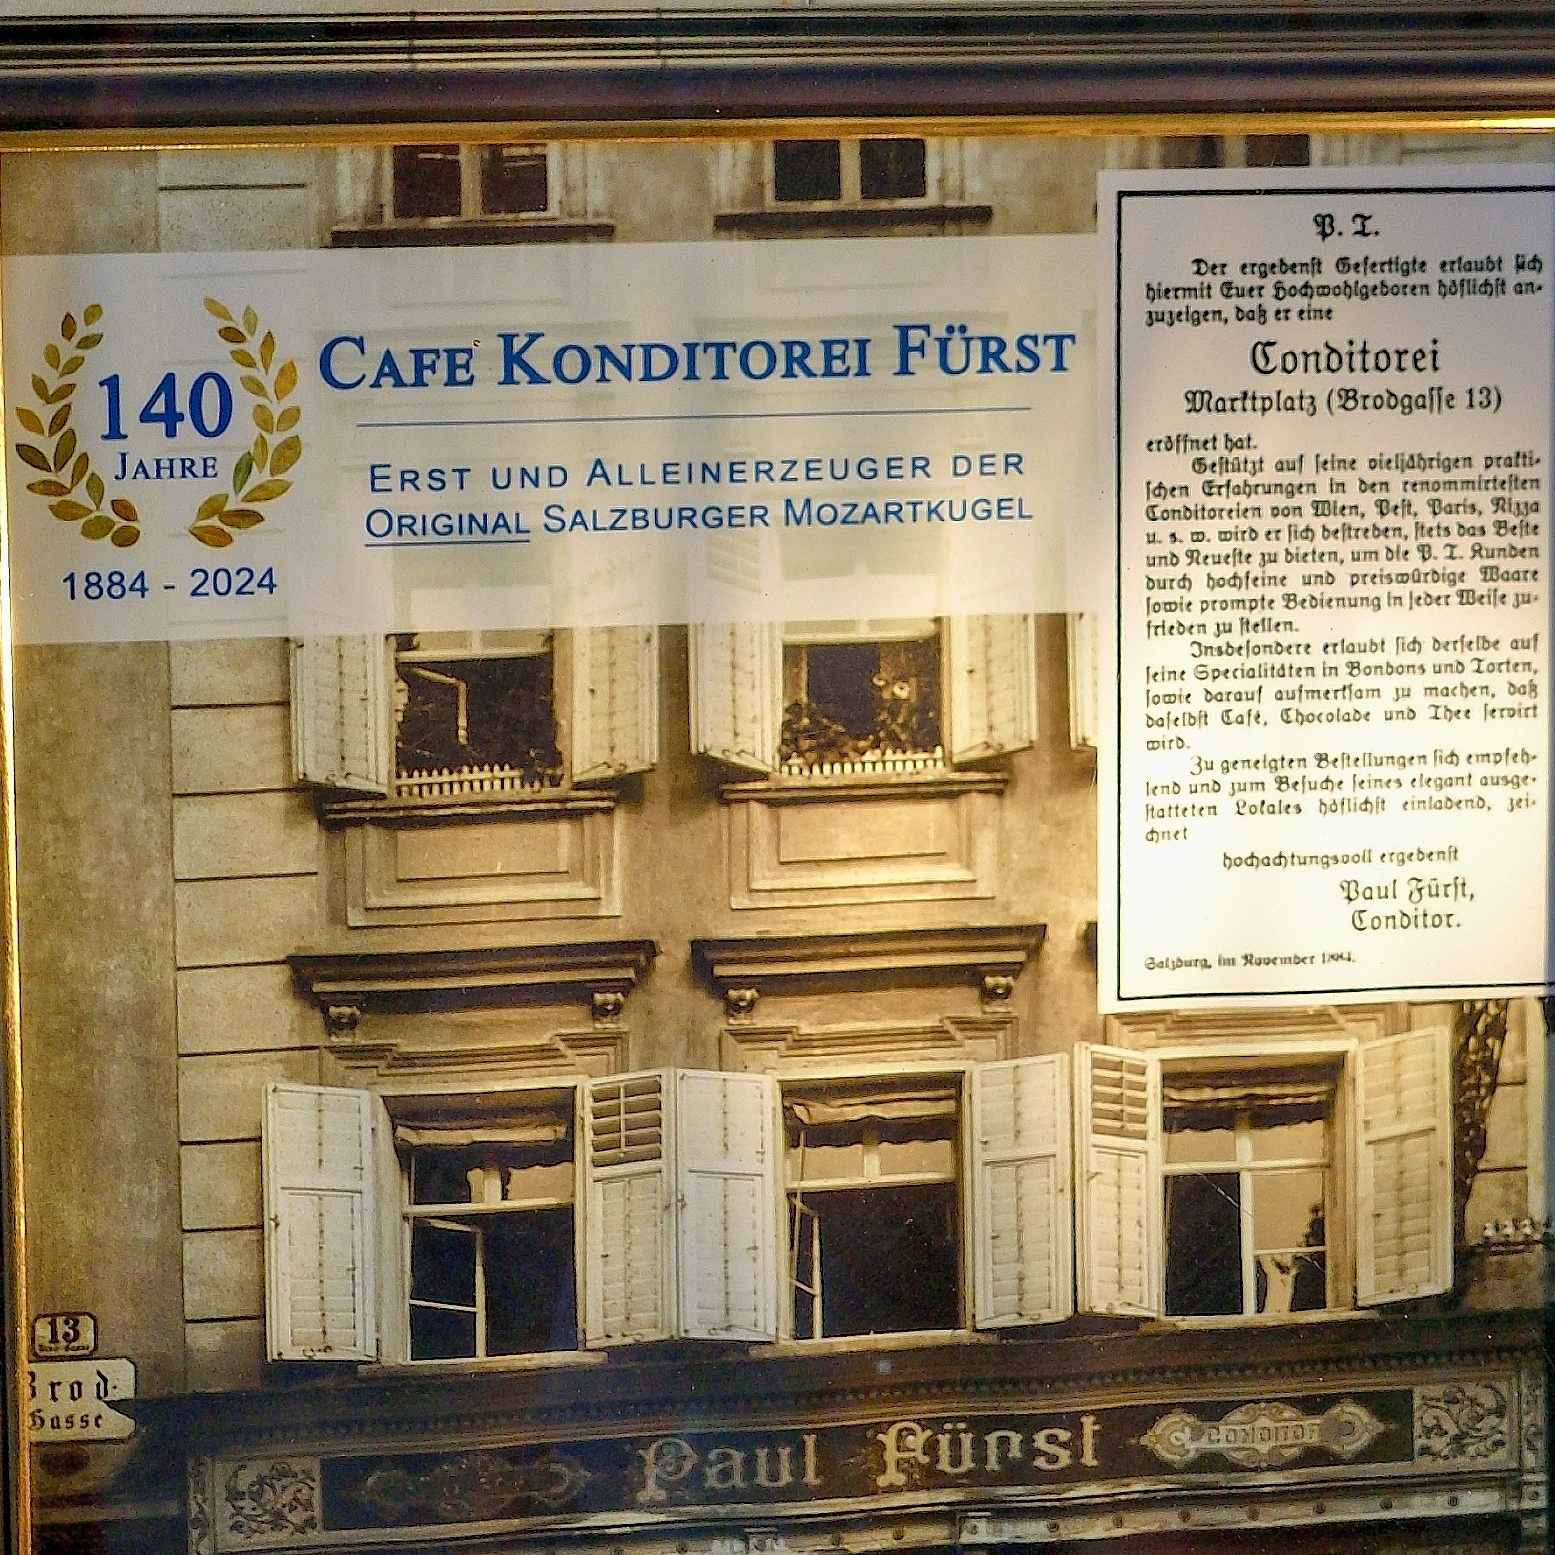 140
JAHRE
1884 - 2024
CAFÉ KONDITOREI FÜRST
ERST UND ALLEINERZEUGER DER
ORIGINAL SALZBURGER MOZARTKUGEL
P. T.
Der ergebenſt Gefertigte erlaubt ſich
hiermit Euer Hochwohlgeboren höflichſt an-
zuzeigen, daß er eine
Conditorei
Marktplatz (Brodgaſſe 13)
eröffnet hat.
Geſtützt auf ſeine vieljährigen prakti-
ſchen Erfahrungen in den renommirteſten
Conditoreien von Wien, Peſt, Paris, Nizza
u. s. w. wird er ſich beſtreben, ſtets das Beſte
und Neueſte zu bieten, um die P. T. Kunden
durch hochfeine und preiswürdige Waare
ſowie prompte Bedienung in jeder Weiſe zu-
frieden zu ſtellen.
Insbeſondere erlaubt ſich derſelbe auf
ſeine Specialitäten in Bonbons und Torten,
ſowie darauf aufmerkſam zu machen, daß
daſelbſt Café, Chocolade und Thee ſervirt
wird.
Zu geneigten Beſtellungen ſich empfeh-
lend und zum Beſuche ſeines elegant ausge-
ſtatteten Lokales höflichſt einladend, zei-
chnet
hochachtungsvoll ergebenſt
Paul Fürſt,
Conditor.
Salzburg, im November 1884.
13
Brod-
Gasse
Paul Fürst
CONDITOR